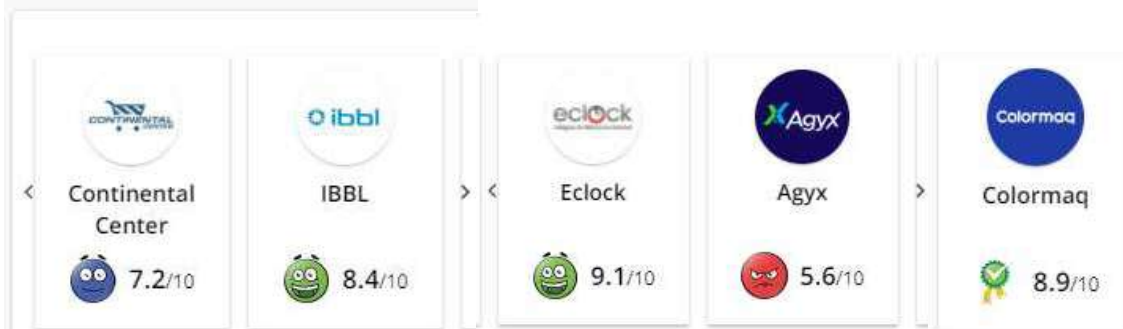 CONTINENTAL
CENTER
ibbl
eclock
Agyx
Colormaq
< Continental
Center
IBBL
>
< Eclock
Agyx
>
Colormaq
7.2/10
8.4/10
9.1/10
5.6/10
8.9/10